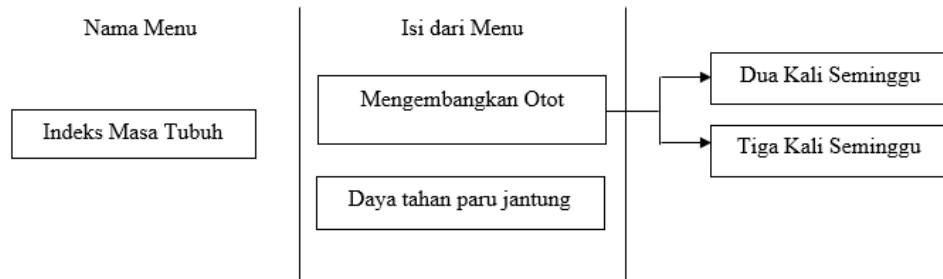 Nama Menu
Isi dari Menu
Indeks Masa Tubuh
Mengembangkan Otot
Daya tahan paru jantung
Dua Kali Seminggu
Tiga Kali Seminggu